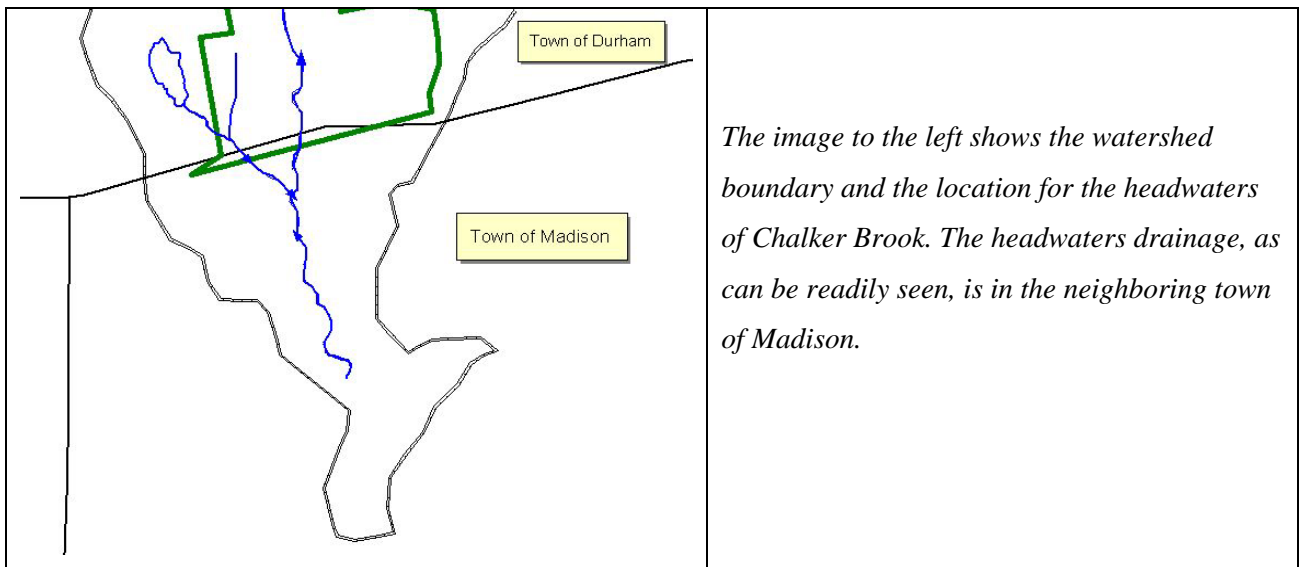 Town of Durham
Town of Madison
The image to the left shows the watershed
boundary and the location for the headwaters
of Chalker Brook. The headwaters drainage, as
can be readily seen, is in the neighboring town
of Madison.